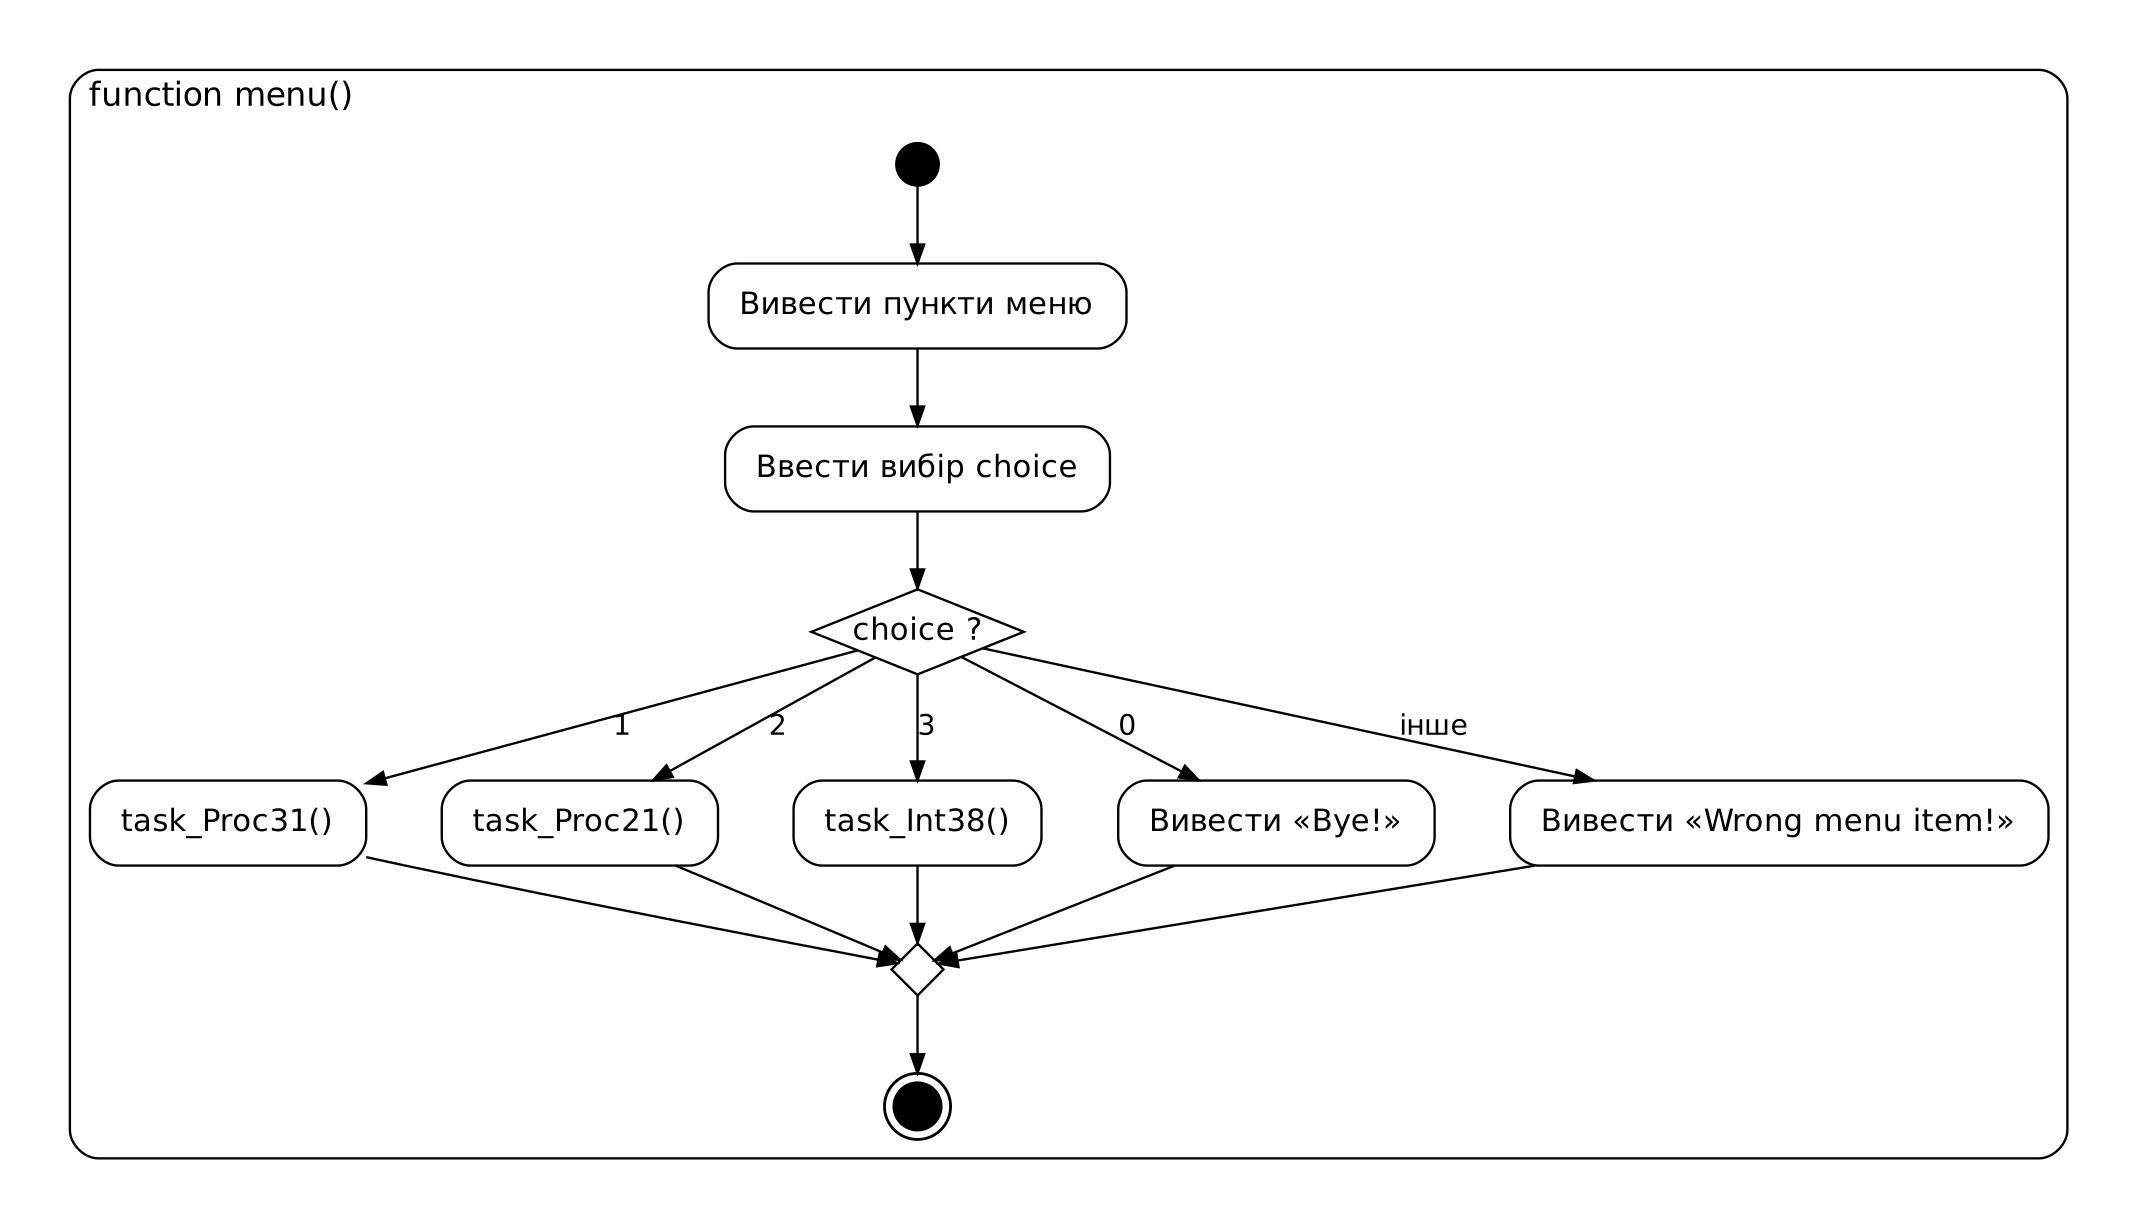 function menu()
Вивести пункти меню
Ввести вибір choice
choice ?
1
2
3
0
інше
task_Proc31()
task_Proc21()
task_Int38()
Вивести «Bye!»
Вивести «Wrong menu item!»